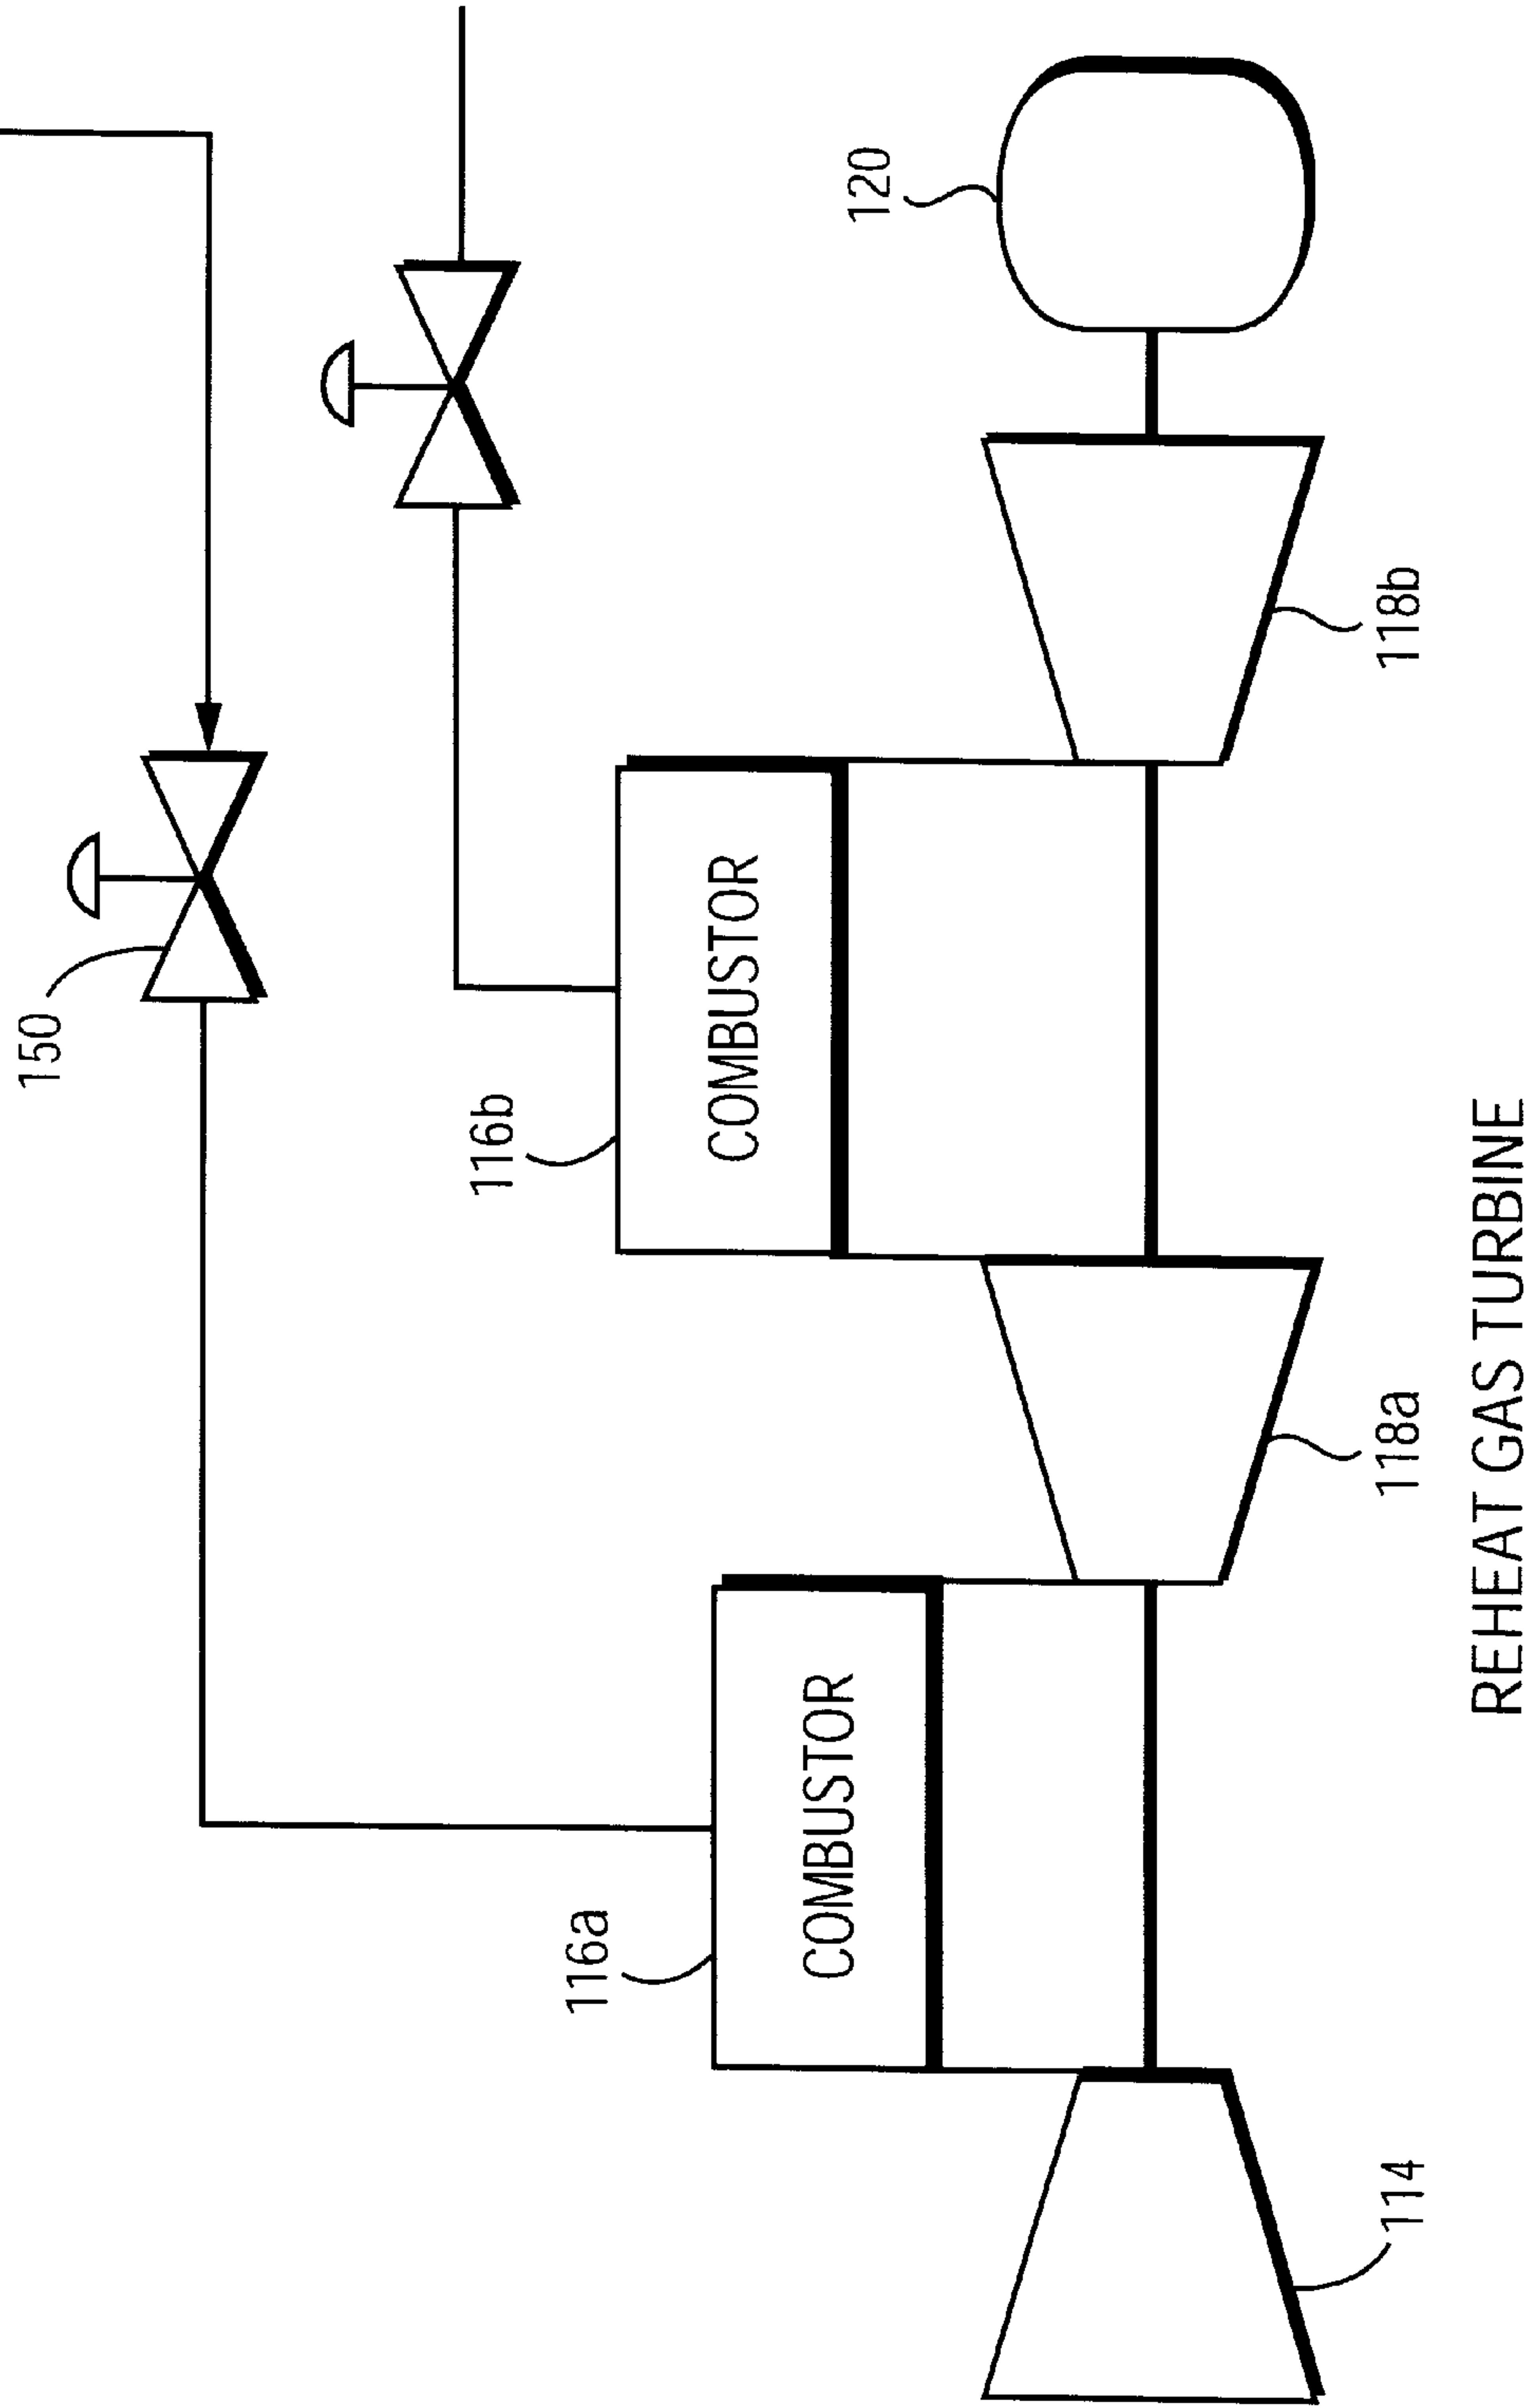 150
120
116b
COMBUSTOR
116a
COMBUSTOR
118b
118a
114
REHEAT GAS TURBINE